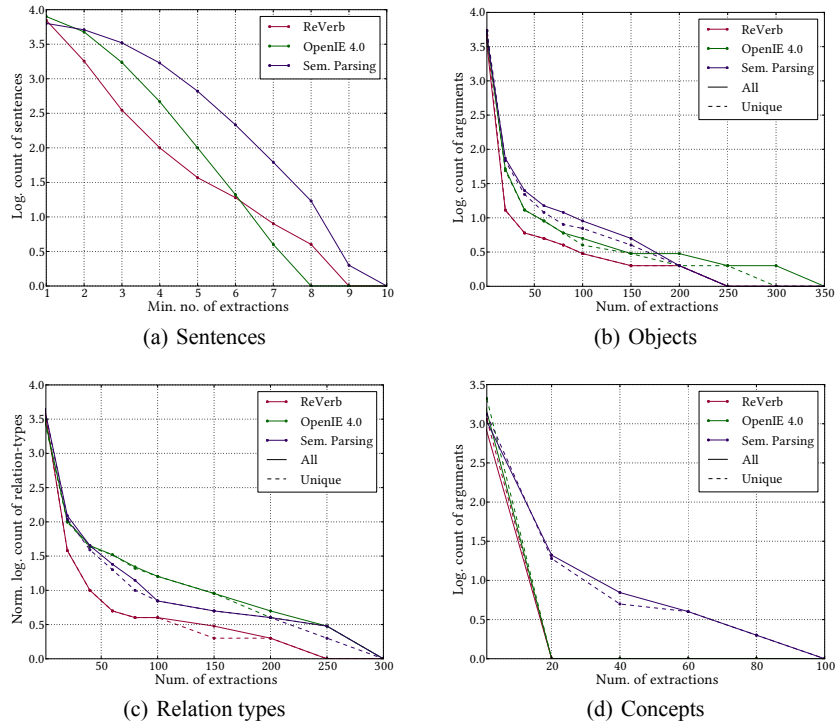 4.0
3.5
3.0
2.5
2.0
1.5
1.0
0.5
0.0
Log. count of sentences
ReVerb
OpenIE 4.0
Sem. Parsing
1 2 3 4 5 6 7 8 9 10
Min. no. of extractions
(a) Sentences
4.0
3.5
3.0
2.5
2.0
1.5
1.0
0.5
0.0
Log. count of arguments
ReVerb
OpenIE 4.0
Sem. Parsing
All
Unique
50 100 150 200 250 300 350
Num. of extractions
(b) Objects
4.0
3.5
3.0
2.5
2.0
1.5
1.0
0.5
0.0
Norm. log. count of relation-types
ReVerb
OpenIE 4.0
Sem. Parsing
All
Unique
50 100 150 200 250 300
Num. of extractions
(c) Relation types
3.5
3.0
2.5
2.0
1.5
1.0
0.5
0.0
Log. count of arguments
ReVerb
OpenIE 4.0
Sem. Parsing
All
Unique
20 40 60 80 100
Num. of extractions
(d) Concepts